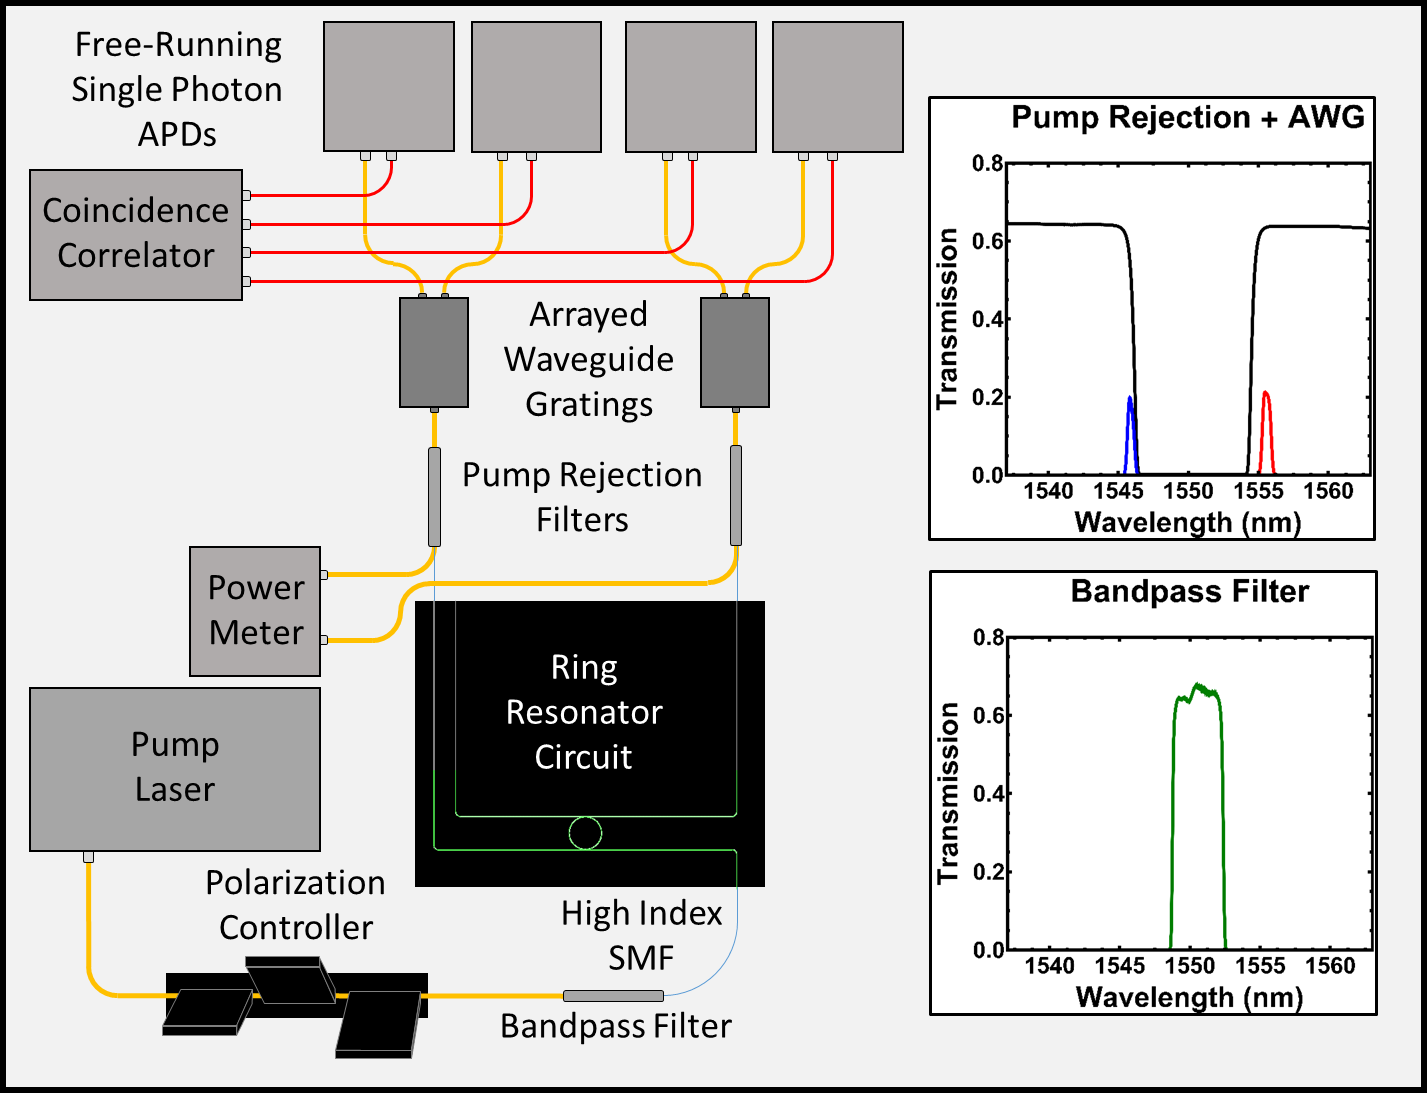 Free-Running
Single Photon
APDs
Coincidence
Correlator
Arrayed
Waveguide
Gratings
Pump Rejection
Filters
Power
Meter
Ring
Resonator
Circuit
Pump
Laser
Polarization
Controller
High Index
SMF
Bandpass Filter
Pump Rejection + AWG
0.8
0.6
0.4
0.2
0.0
Transmission
1540 1545 1550 1555 1560
Wavelength (nm)
Bandpass Filter
0.8
0.6
0.4
0.2
0.0
Transmission
1540 1545 1550 1555 1560
Wavelength (nm)